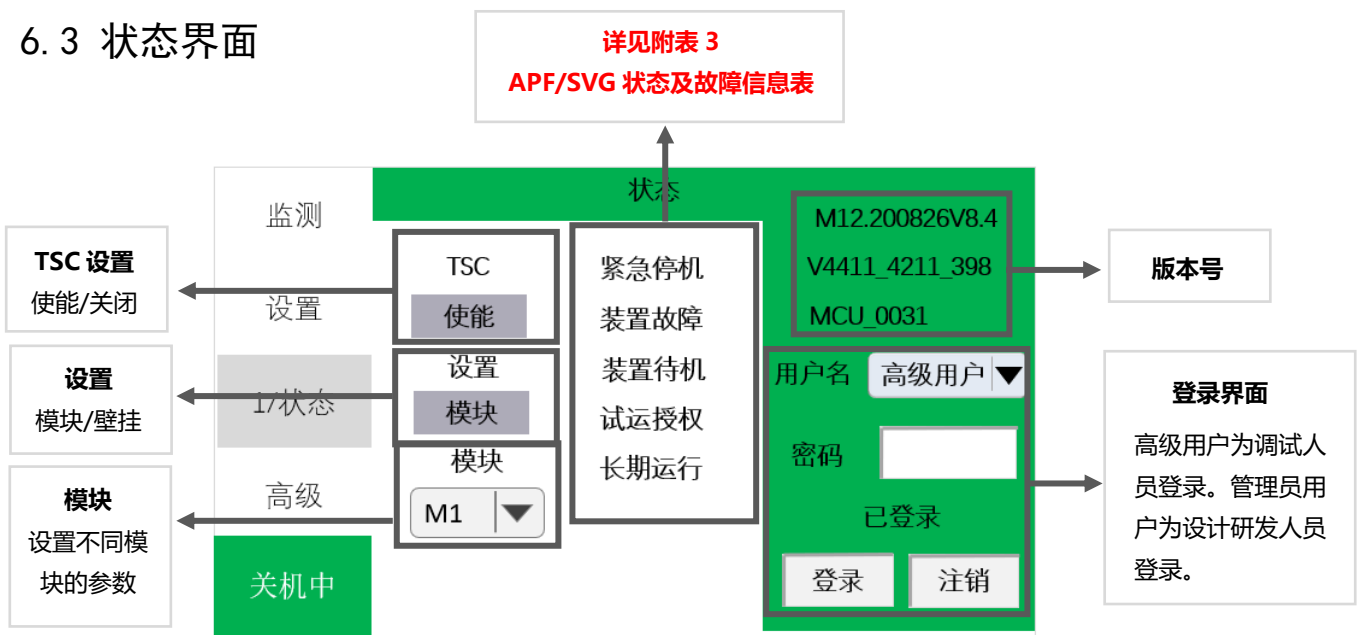 6.3 状态界面
详见附表 3
APF/SVG 状态及故障信息表
状态
监测
设置
1/状态
高级
关机中
TSC 设置
使能/关闭
设置
模块/壁挂
模块
设置不同模
块的参数
TSC
使能
设置
模块
模块
M1
紧急停机
装置故障
装置待机
试运授权
长期运行
M12.200826V8.4
V4411_4211_398
MCU_0031
用户名 高级用户
密码
已登录
登录 注销
版本号
登录界面
高级用户为调试人
员登录。管理员用
户为设计研发人员
登录。